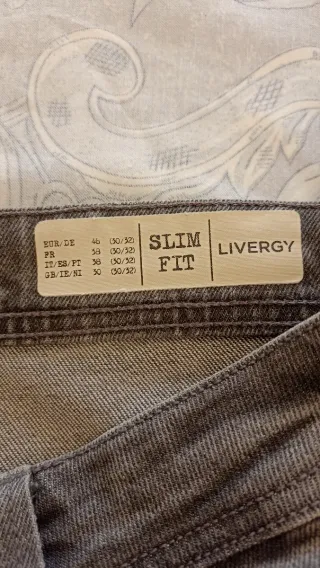 EUR/DE 46 (30/32)
FR 38 (30/32)
IT/ES/PT 38 (30/32)
GB/IE/NI 30 (30/32)
SLIM
FIT
LIVERGY